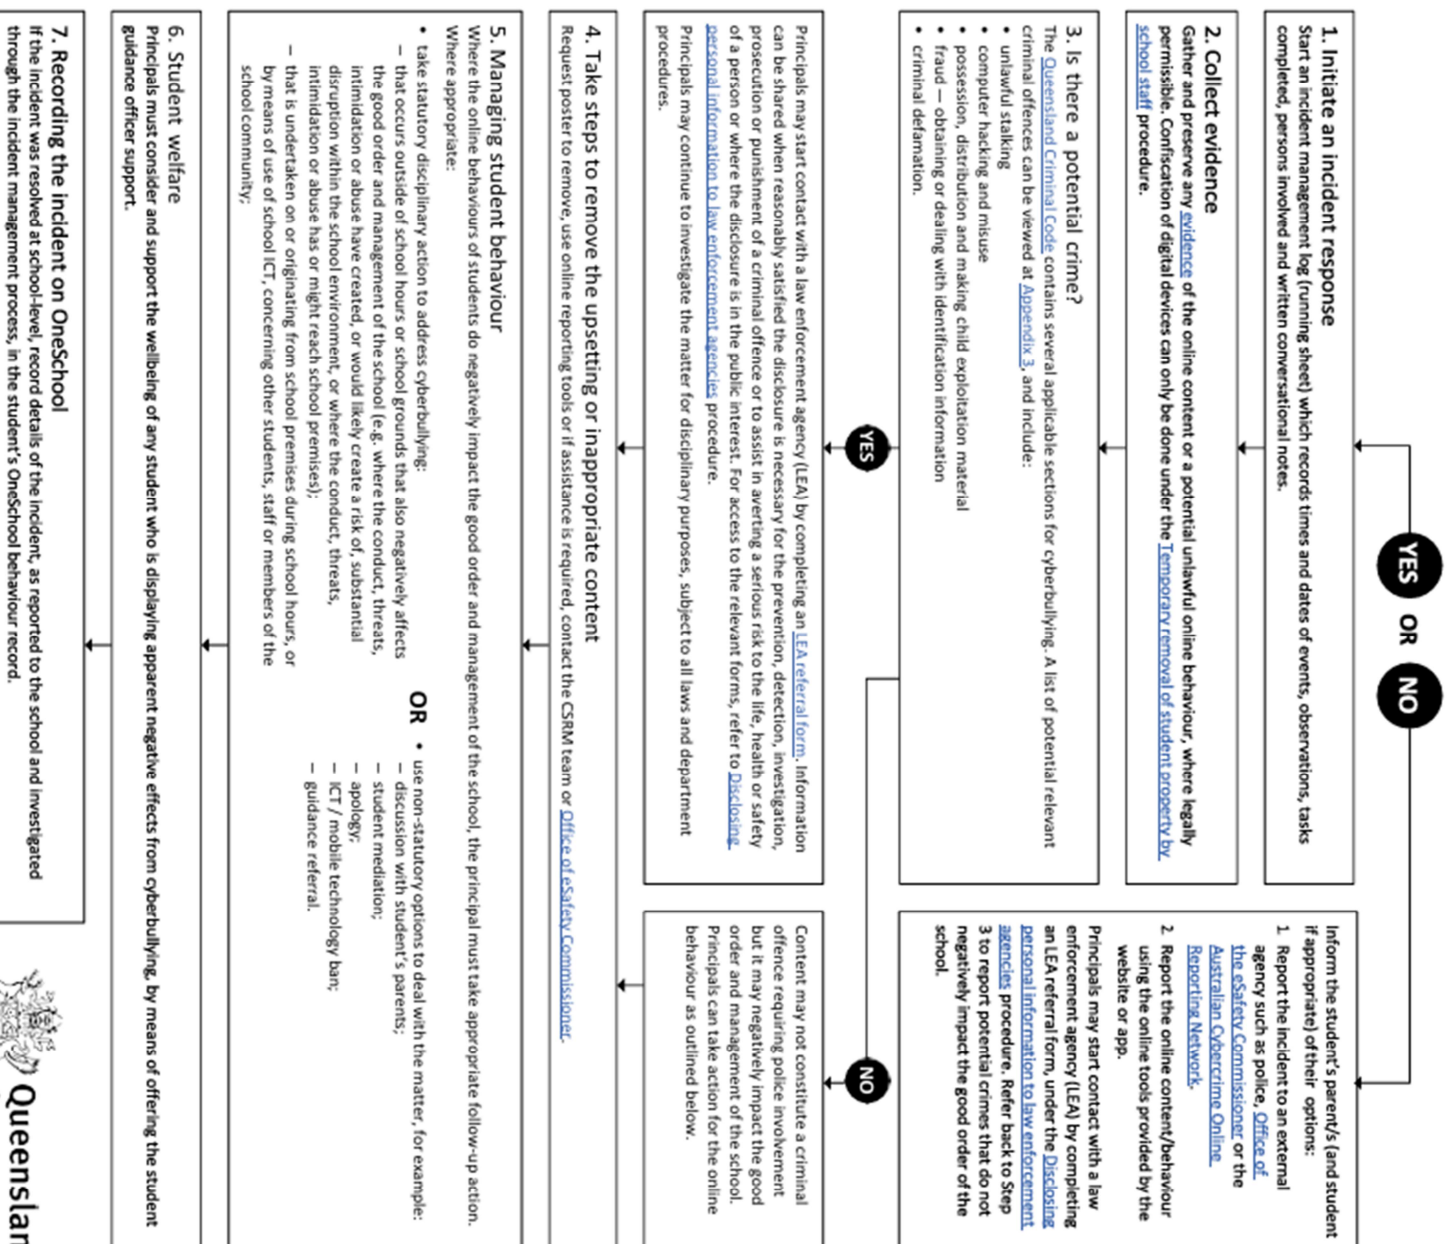 YES OR NO
1. Initiate an incident response
Start an incident management log (running sheet) which records times and dates of events, observations, tasks
completed, persons involved and written conversational notes.
2. Collect evidence
Gather and preserve any evidence of the online content or a potential unlawful online behaviour, where legally
permissible. Confiscation of digital devices can only be done under the Temporary removal of student property by
school staff procedure.
3. Is there a potential crime?
The Queensland Criminal Code contains several applicable sections for cyberbullying. A list of potential relevant
criminal offences can be viewed at Appendix 3, and include:
• unlawful stalking
• computer hacking and misuse
• possession, distribution and making child exploitation material
• fraud — obtaining or dealing with identification information
• criminal defamation.
Inform the student's parent/s (and student
if appropriate) of their options:
1. Report the incident to an external
agency such as police, Office of
the eSafety Commissioner or the
Australian Cybercrime Online
Reporting Network.
2. Report the online content/behaviour
using the online tools provided by the
website or app.
Principals may start contact with a law
enforcement agency (LEA) by completing
an LEA referral form, under the Disclosing
personal information to law enforcement
agencies procedure. Refer back to Step
3 to report potential crimes that do not
negatively impact the good order of the
school.
YES
NO
Principals may start contact with a law enforcement agency (LEA) by completing an LEA referral form. Information
can be shared when reasonably satisfied the disclosure is necessary for the prevention, detection, investigation,
prosecution or punishment of a criminal offence or to assist in averting a serious risk to the life, health or safety
of a person or where the disclosure is in the public interest. For access to the relevant forms, refer to Disclosing
personal information to law enforcement agencies procedure.
Principals may continue to investigate the matter for disciplinary purposes, subject to all laws and department
procedures.
Content may not constitute a criminal
offence requiring police involvement
but it may negatively impact the good
order and management of the school.
Principals can take action for the online
behaviour as outlined below.
4. Take steps to remove the upsetting or inappropriate content
Request poster to remove, use online reporting tools or if assistance is required, contact the CSRM team or Office of eSafety Commissioner.
5. Managing student behaviour
Where the online behaviours of students do negatively impact the good order and management of the school, the principal must take appropriate follow-up action.
Where appropriate:
• take statutory disciplinary action to address cyberbullying:
– that occurs outside of school hours or school grounds that also negatively affects
the good order and management of the school (e.g. where the conduct, threats,
intimidation or abuse have created, or would likely create a risk of, substantial
disruption within the school environment, or where the conduct, threats,
intimidation or abuse has or might reach school premises);
– that is undertaken on or originating from school premises during school hours, or
by means of use of school ICT, concerning other students, staff or members of the
school community;
OR
• use non-statutory options to deal with the matter, for example:
– discussion with student's parents;
– student mediation;
– apology;
– ICT / mobile technology ban;
– guidance referral.
6. Student welfare
Principals must consider and support the wellbeing of any student who is displaying apparent negative effects from cyberbullying, by means of offering the student
guidance officer support.
7. Recording the incident on OneSchool
If the incident was resolved at school-level, record details of the incident, as reported to the school and investigated
through the incident management process, in the student's OneSchool behaviour record.
Queenslan